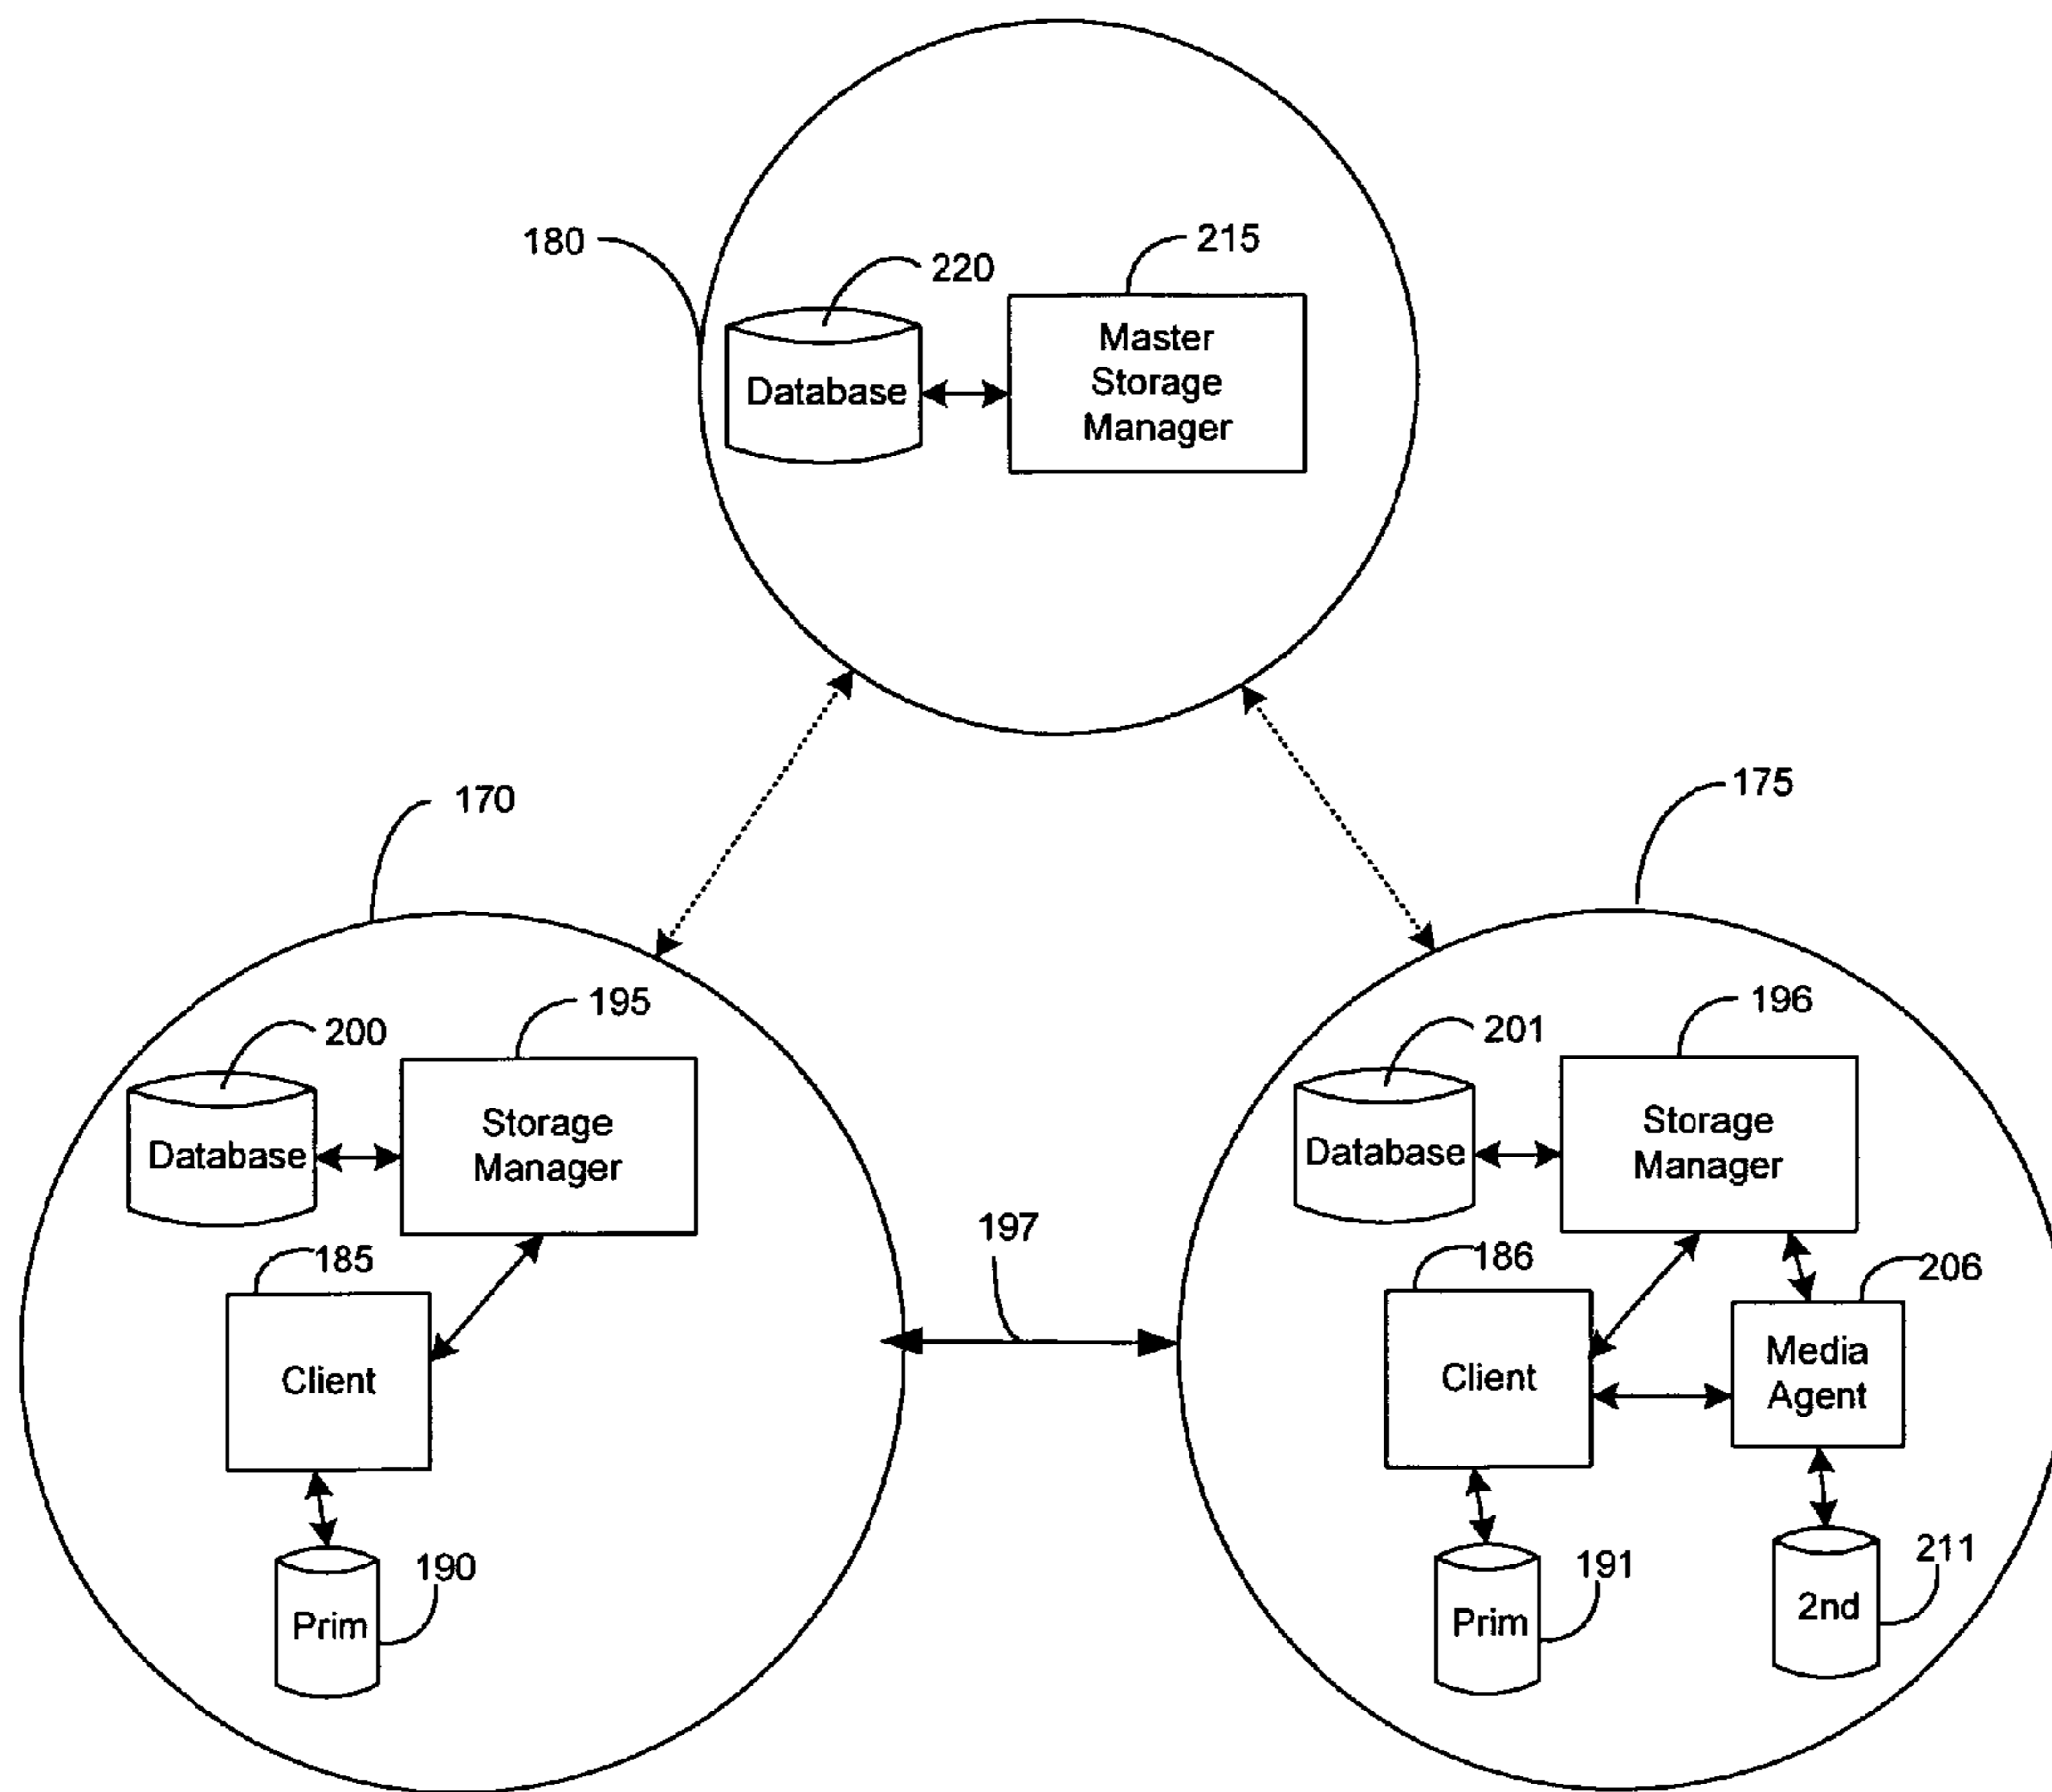 180
220
215
Database
Master
Storage
Manager
170
175
200
195
Database
Storage
Manager
185
Client
190
Prim
197
201
196
Database
Storage
Manager
186
206
Client
Media
Agent
191
211
Prim
2nd